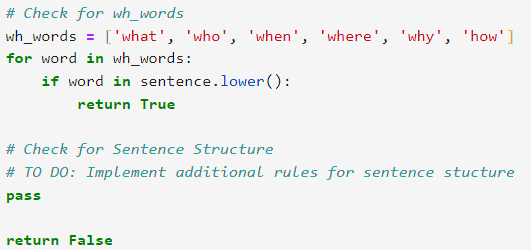 # Check for wh_words
wh_words = ['what', 'who', 'when', 'where', 'why', 'how']
for word in wh_words:
    if word in sentence.lower():
        return True

# Check for Sentence Structure
# TO DO: Implement additional rules for sentence stucture
pass

return False